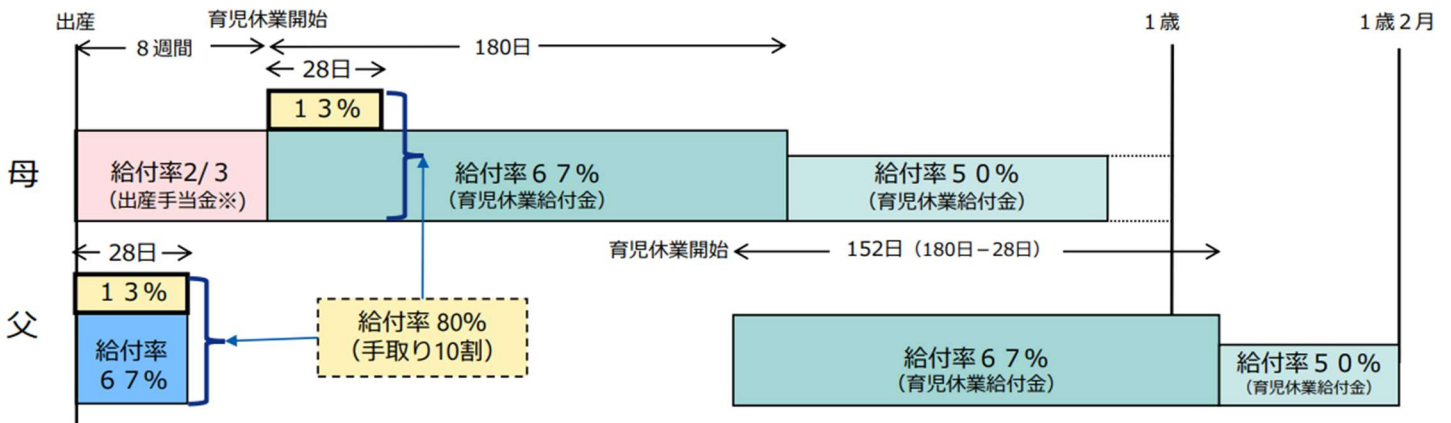 出産
育児休業開始
1歳
1歳2月
8週間
180日
28日
13%
母
給付率2/3
(出産手当金※)
給付率67%
(育児休業給付金)
給付率50%
(育児休業給付金)
28日
育児休業開始
152日(180日-28日)
13%
父
給付率
67%
給付率 80%
(手取り10割)
給付率67%
(育児休業給付金)
給付率50%
(育児休業給付金)